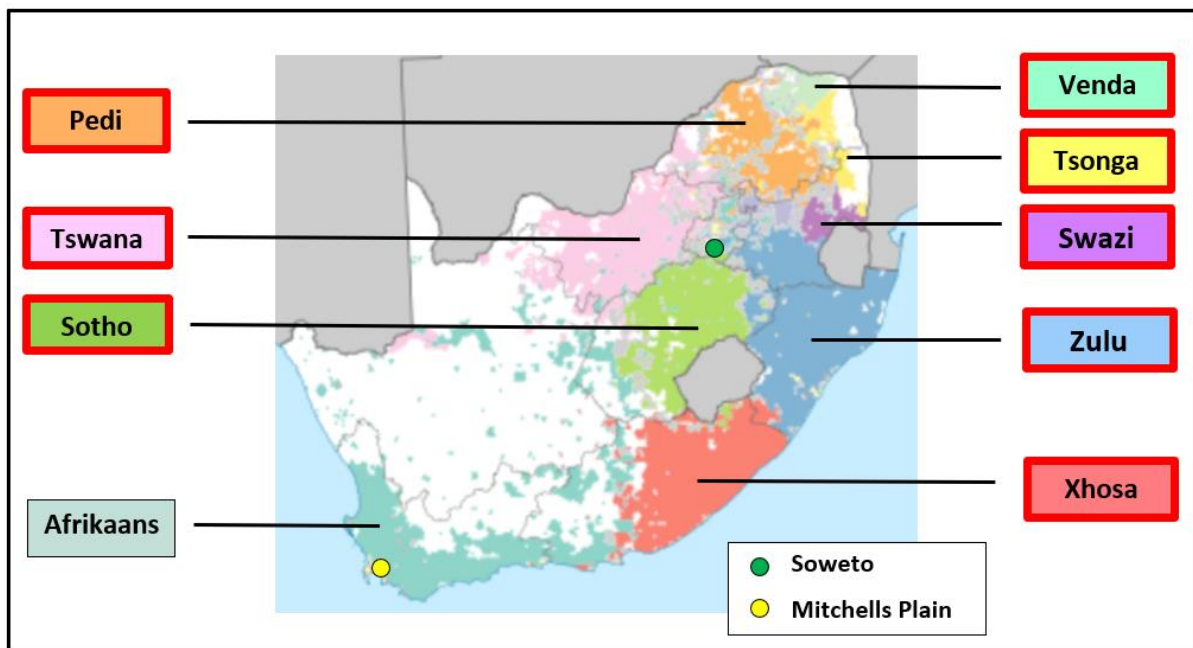 Pedi
Venda
Tsonga
Tswana
Swazi
Sotho
Zulu
Xhosa
Afrikaans
Soweto
Mitchells Plain